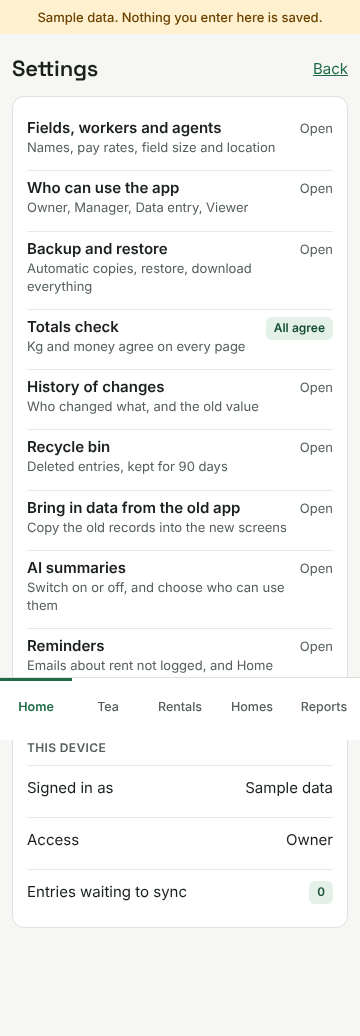 Sample data. Nothing you enter here is saved.
Settings
Back
Fields, workers and agents
Open
Names, pay rates, field size and location
Who can use the app
Open
Owner, Manager, Data entry, Viewer
Backup and restore
Open
Automatic copies, restore, download
everything
Totals check
All agree
Kg and money agree on every page
History of changes
Open
Who changed what, and the old value
Recycle bin
Open
Deleted entries, kept for 90 days
Bring in data from the old app
Open
Copy the old records into the new screens
AI summaries
Open
Switch on or off, and choose who can use
them
Reminders
Open
Emails about rent not logged, and Home
Home
Tea
Rentals
Homes
Reports
THIS DEVICE
Signed in as
Sample data
Access
Owner
Entries waiting to sync
0